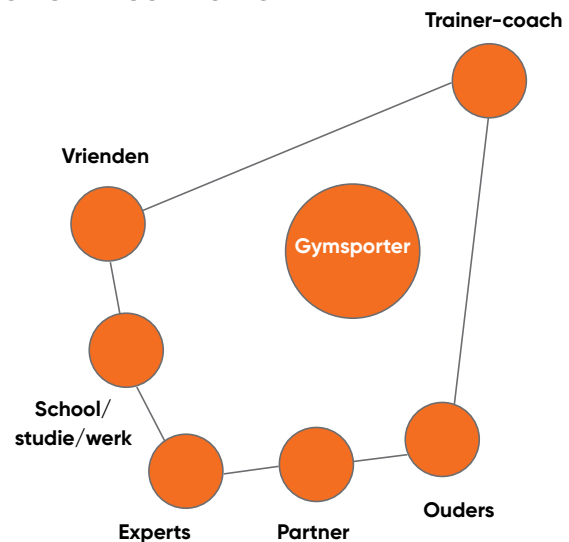 Trainer-coach
Vrienden
Gymsporter
School/
studie/werk
Ouders
Experts
Partner